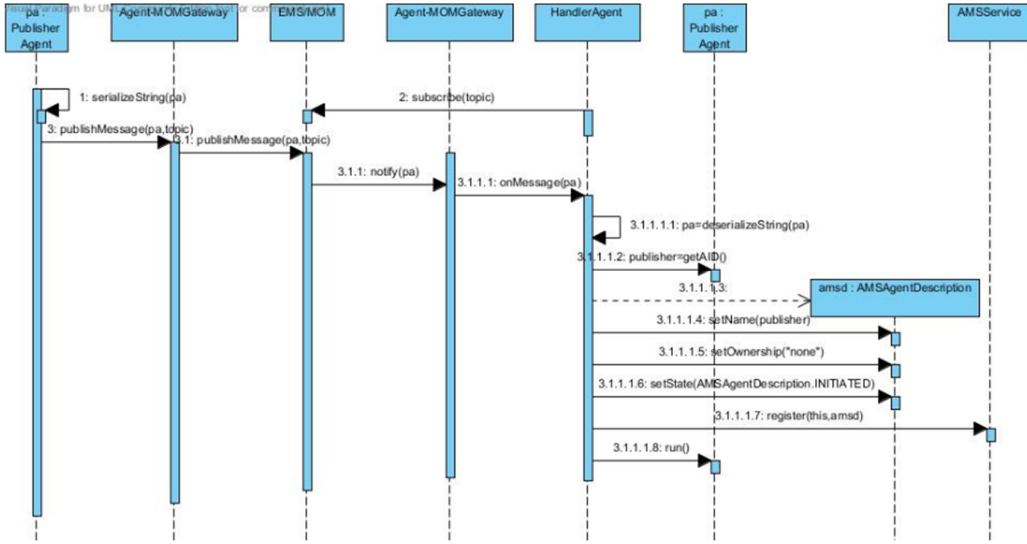 Visual Paradigm for UML
pa :
Publisher
Agent
Agent-MOMGateway
EMS/MOM
Agent-MOMGateway
HandlerAgent
pa :
Publisher
Agent
AMSService
1: serializeString(pa)
2: subscribe(topic)
3: publishMessage(pa,topic)
3.1: publishMessage(pa,topic)
3.1.1: notify(pa)
3.1.1.1: onMessage(pa)
3.1.1.1.1: pa=deserializeString(pa)
3.1.1.1.2: publisher=getAID()
3.1.1.1.3:
amsd : AMSAgentDescription
3.1.1.1.4: setName(publisher)
3.1.1.1.5: setOwnership("none")
3.1.1.1.6: setState(AMSAgentDescription.INITIATED)
3.1.1.1.7: register(this,amsd)
3.1.1.1.8: run()